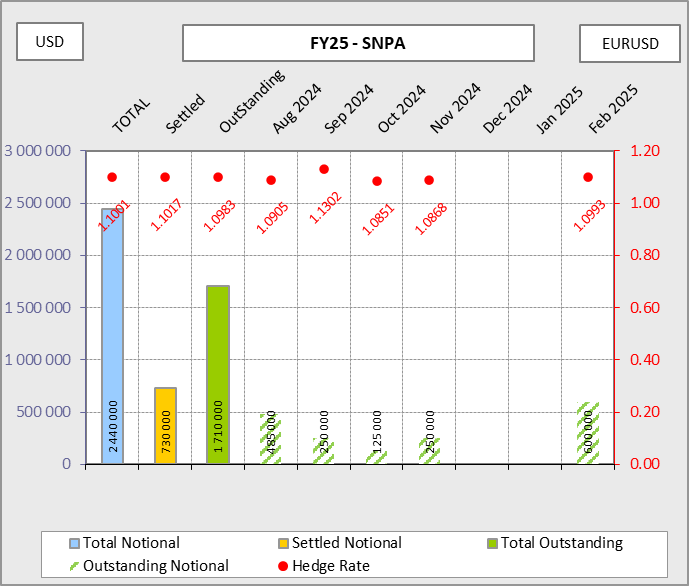 USD
FY25 - SNPA
EURUSD
TOTAL
Settled
OutStanding
Aug 2024
Sep 2024
Oct 2024
Nov 2024
Dec 2024
Jan 2025
Feb 2025
3 000 000
2 500 000
2 000 000
1 500 000
1 000 000
500 000
0
1.20
1.00
0.80
0.60
0.40
0.20
0.00
1.1001
1.1017
1.0983
1.0905
1.1302
1.0851
1.0868
1.0993
2 440 000
730 000
1 710 000
485 000
250 000
125 000
250 000
600 000
Total Notional
Settled Notional
Total Outstanding
Outstanding Notional
Hedge Rate